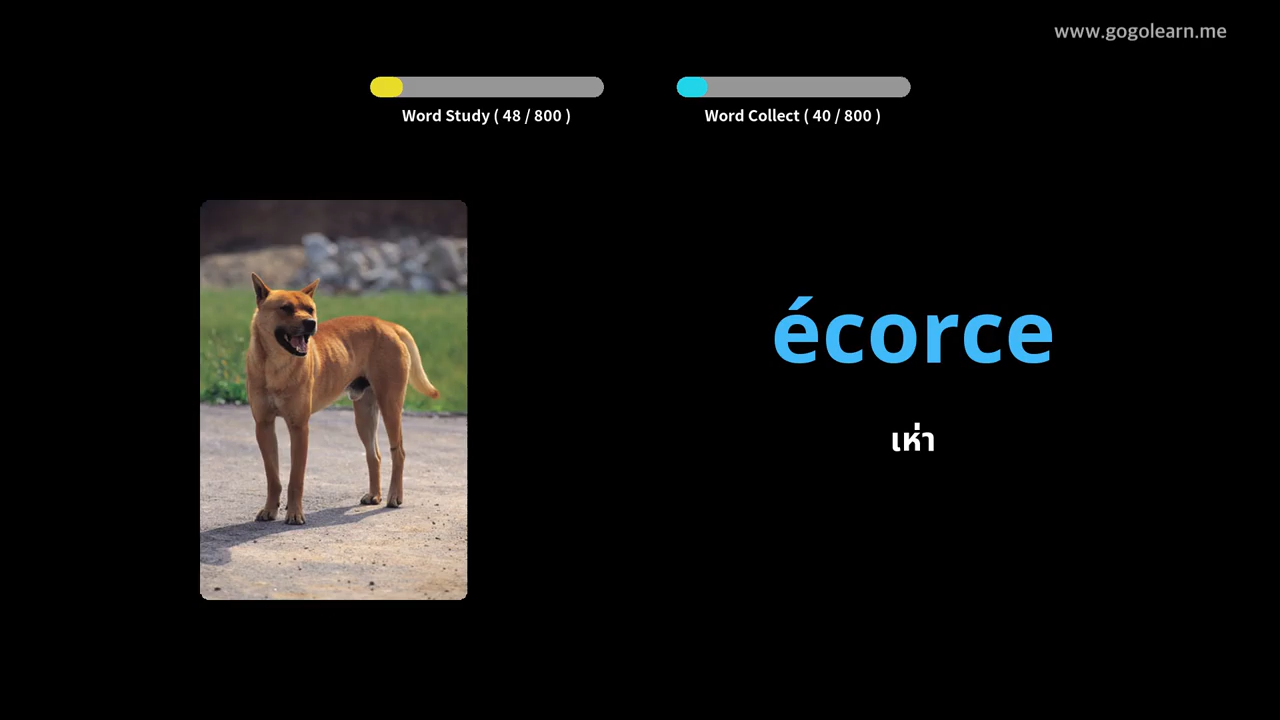 www.gogolearn.me
Word Study ( 48 / 800 )
Word Collect ( 40 / 800 )
écorce
เห่า